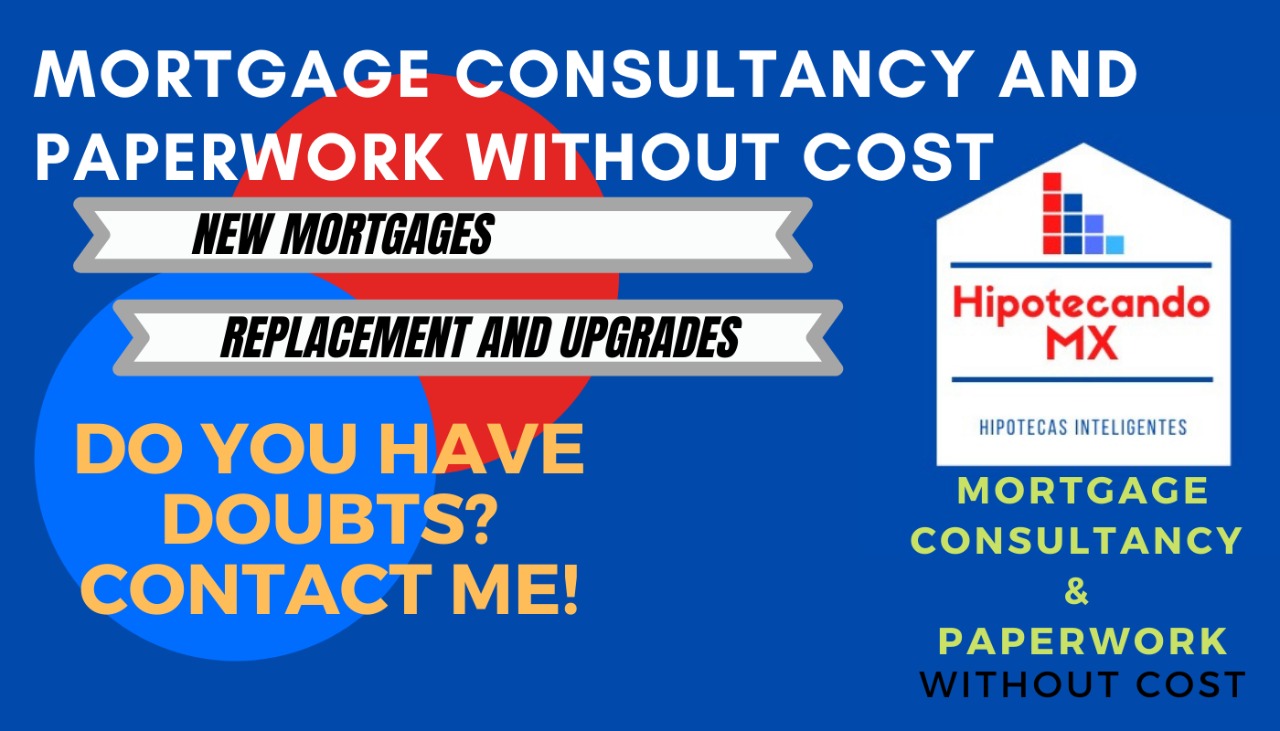 MORTGAGE CONSULTANCY AND
PAPERWORK WITHOUT COST
NEW MORTGAGES
REPLACEMENT AND UPGRADES
DO YOU HAVE
DOUBTS?
CONTACT ME!
Hipotecando
MX
HIPOTECAS INTELIGENTES
MORTGAGE
CONSULTANCY
&
PAPERWORK
WITHOUT COST